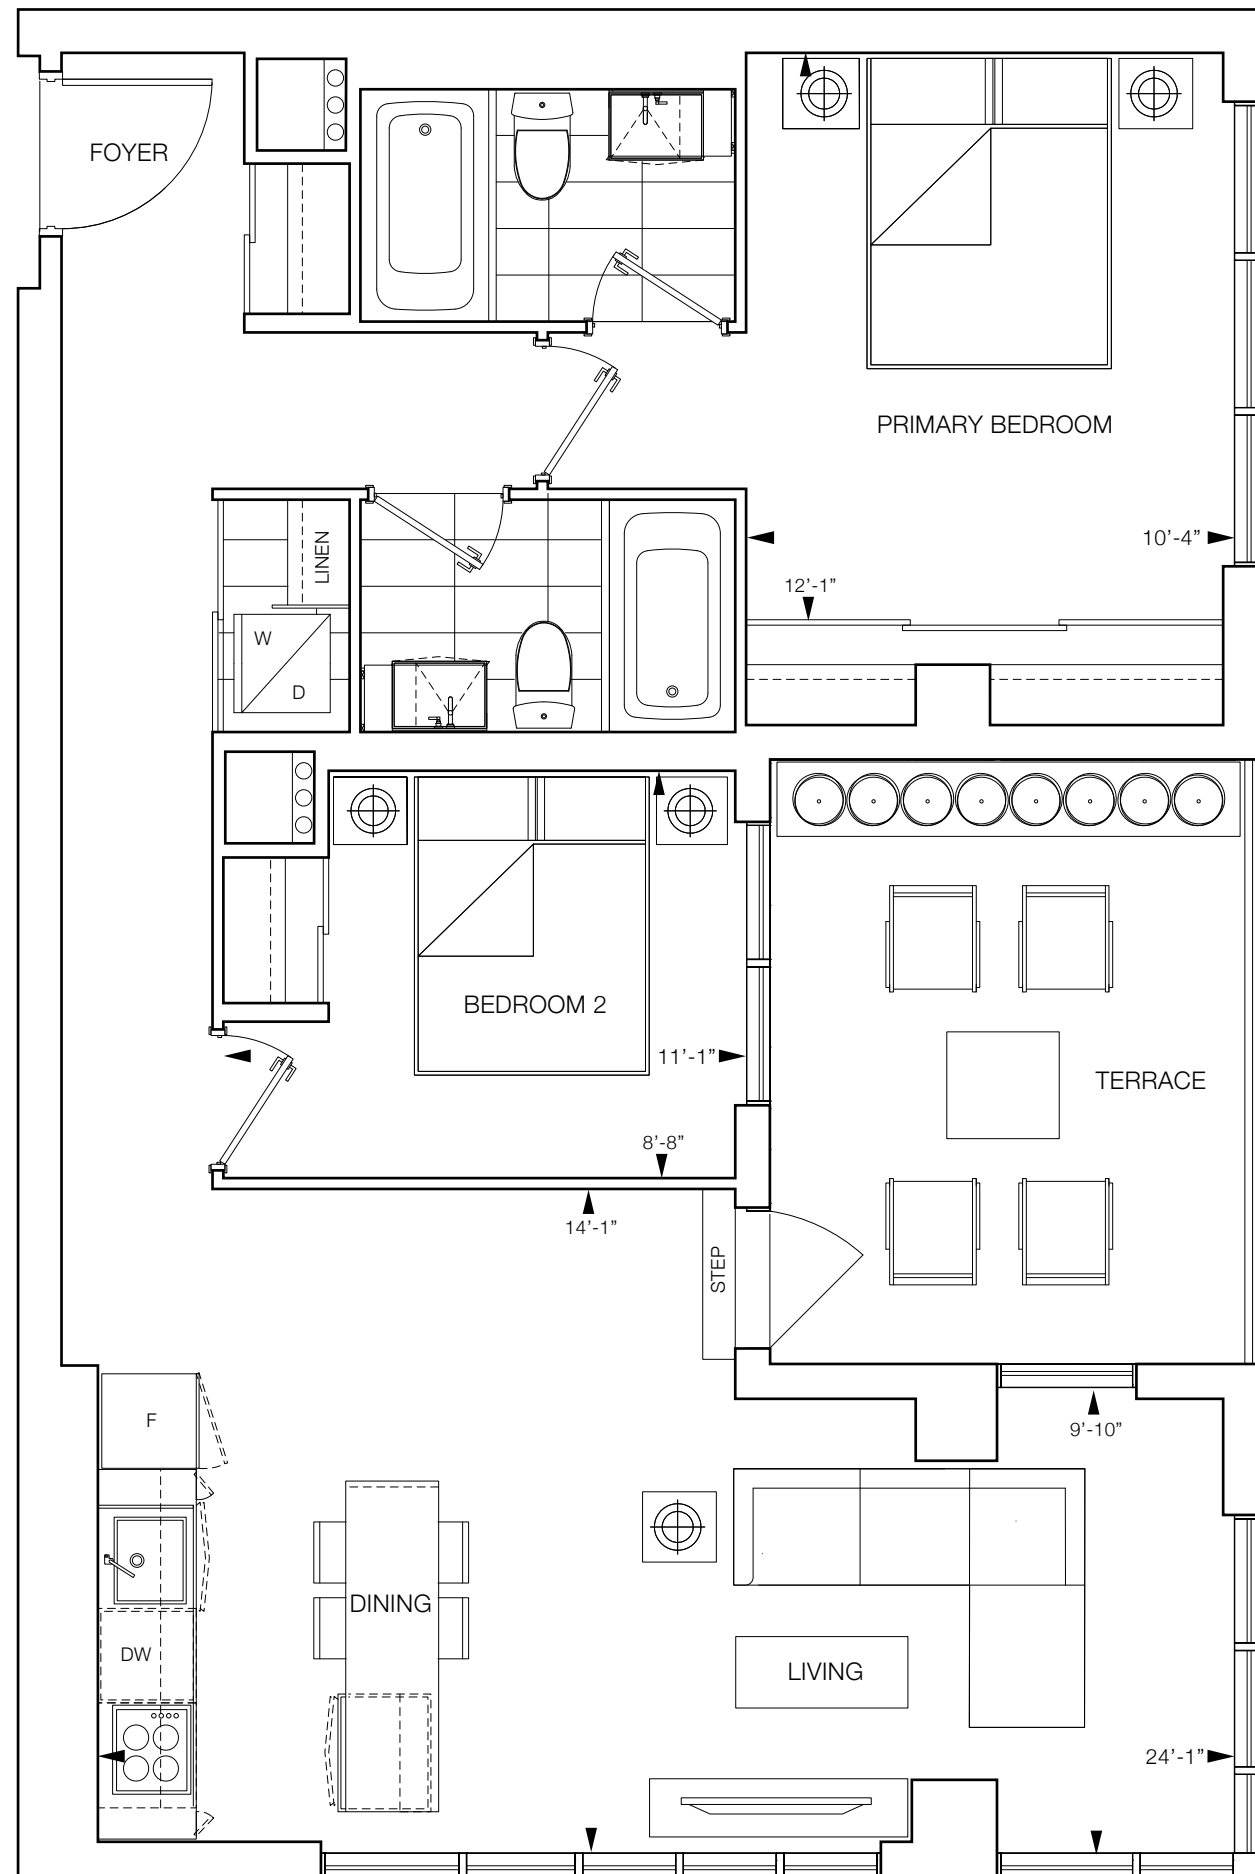 FOYER
PRIMARY BEDROOM
10’-4”
LINEN
12’-1”
W
D
BEDROOM 2
11’-1”
TERRACE
8’-8”
14’-1”
STEP
F
9’-10”
DINING
DW
LIVING
24’-1”